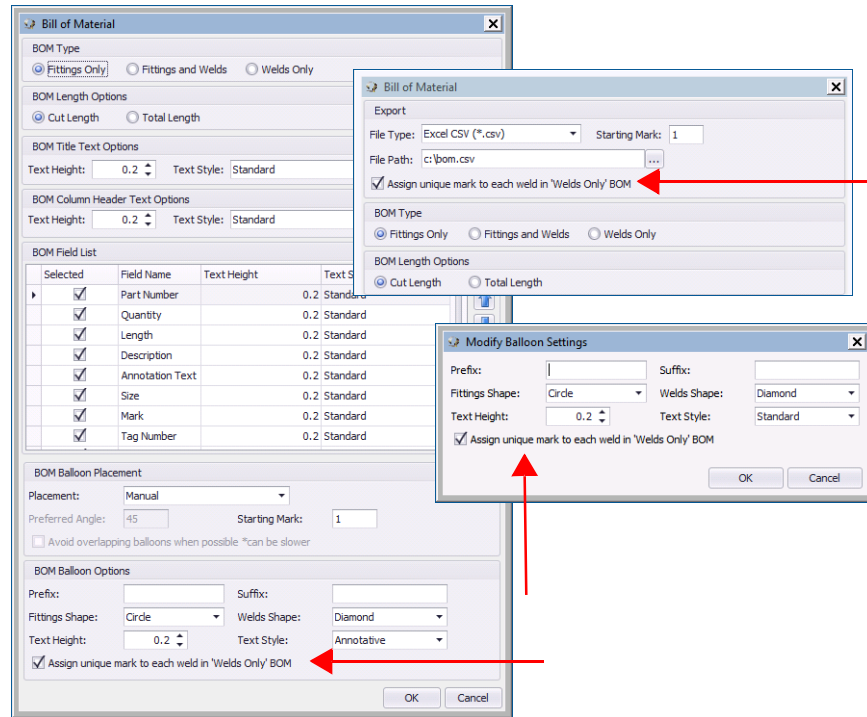 Bill of Material
BOM Type
Fittings Only Fittings and Welds Welds Only
BOM Length Options
Cut Length Total Length
BOM Title Text Options
Text Height: 0.2 Text Style: Standard
BOM Column Header Text Options
Text Height: 0.2 Text Style: Standard
BOM Field List
Selected Field Name Text Height Text S
Part Number 0.2 Standard
Quantity 0.2 Standard
Length 0.2 Standard
Description 0.2 Standard
Annotation Text 0.2 Standard
Size 0.2 Standard
Mark 0.2 Standard
Tag Number 0.2 Standard
BOM Balloon Placement
Placement: Manual
Preferred Angle: 45 Starting Mark: 1
Avoid overlapping balloons when possible *can be slower
BOM Balloon Options
Prefix: Suffix:
Fittings Shape: Circle Welds Shape: Diamond
Text Height: 0.2 Text Style: Annotative
Assign unique mark to each weld in 'Welds Only' BOM
OK Cancel
Bill of Material
Export
File Type: Excel CSV (*.csv) Starting Mark: 1
File Path: c:\bom.csv ...
Assign unique mark to each weld in 'Welds Only' BOM
BOM Type
Fittings Only Fittings and Welds Welds Only
BOM Length Options
Cut Length Total Length
Modify Balloon Settings
Prefix: Suffix:
Fittings Shape: Circle Welds Shape: Diamond
Text Height: 0.2 Text Style: Standard
Assign unique mark to each weld in 'Welds Only' BOM
OK Cancel